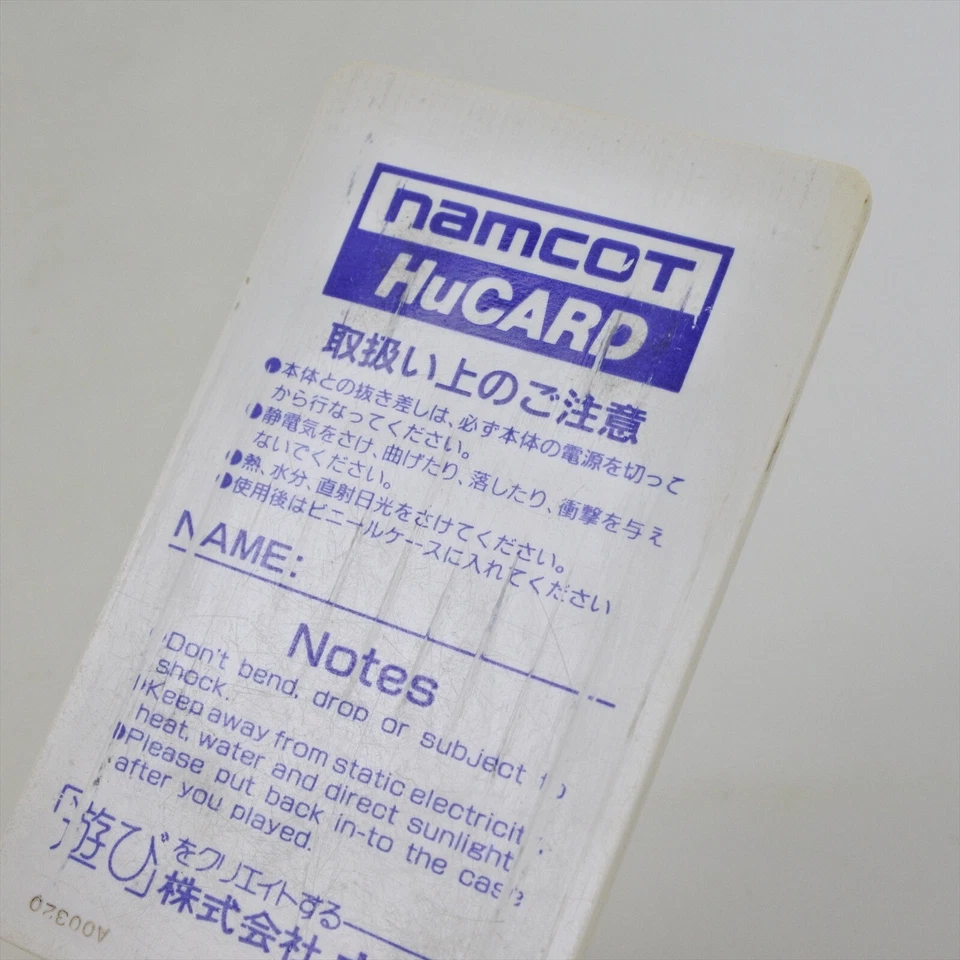 namcot
HuCARD
取扱い上のご注意
●本体との抜き差しは、必ず本体の電源を切って
から行なってください。
●静電気をさけ、曲げたり、落したり、衝撃を与え
ないでください。
●熱、水分、直射日光をさけてください。
●使用後はビニールケースに入れてください
NAME:
Notes
Don't bend, drop or subject to
shock.
Keep away from static electricit
heat, water and direct sunlight
Please put back in-to the case
after you played.
「遊び」をクリエイトする
株式会社
A00320